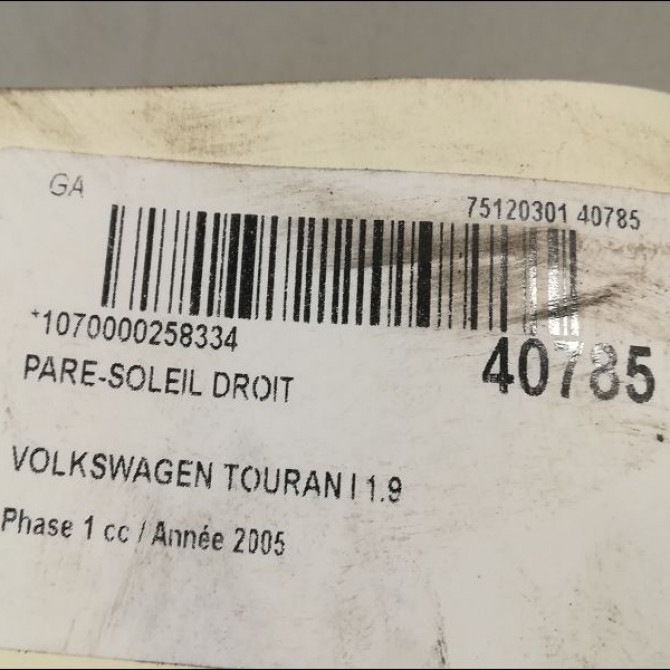 GA
75120301 40785
*1070000258334
40785
PARE-SOLEIL DROIT
VOLKSWAGEN TOURAN I 1.9
Phase 1 cc / Année 2005